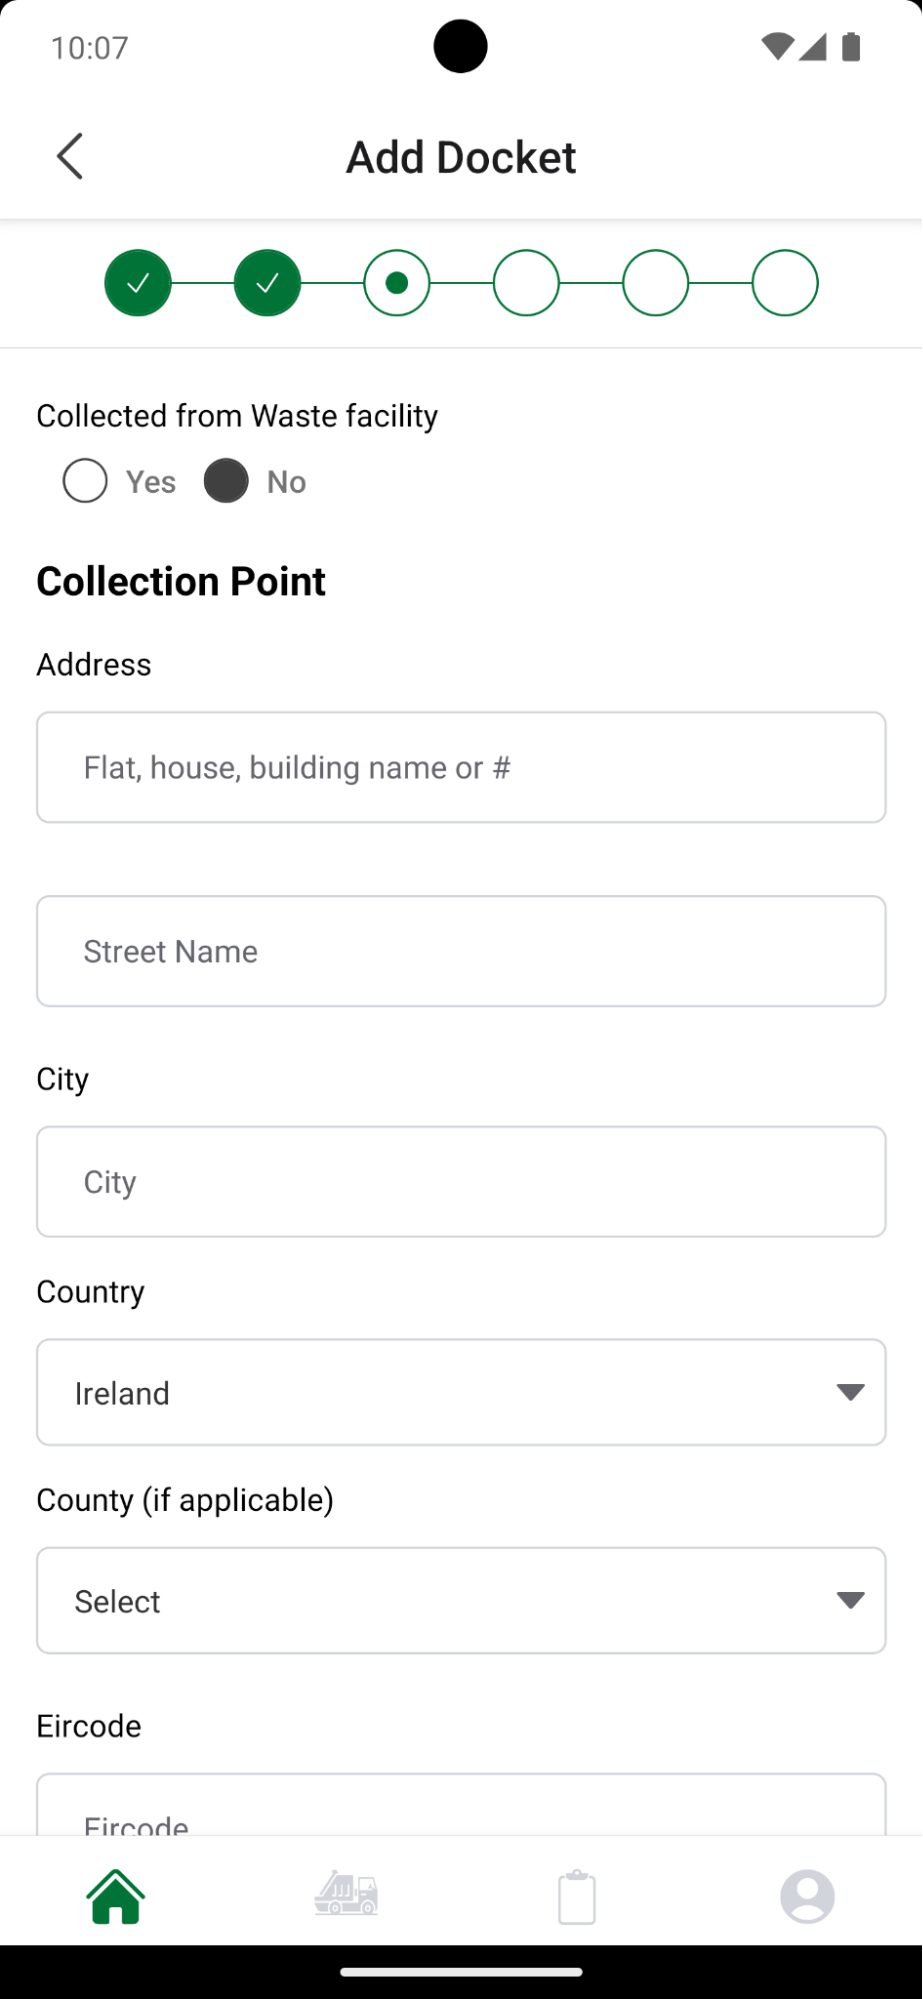 10:07
Add Docket
Collected from Waste facility
Yes No
Collection Point
Address
Flat, house, building name or #
Street Name
City
City
Country
Ireland
County (if applicable)
Select
Eircode
Eircode